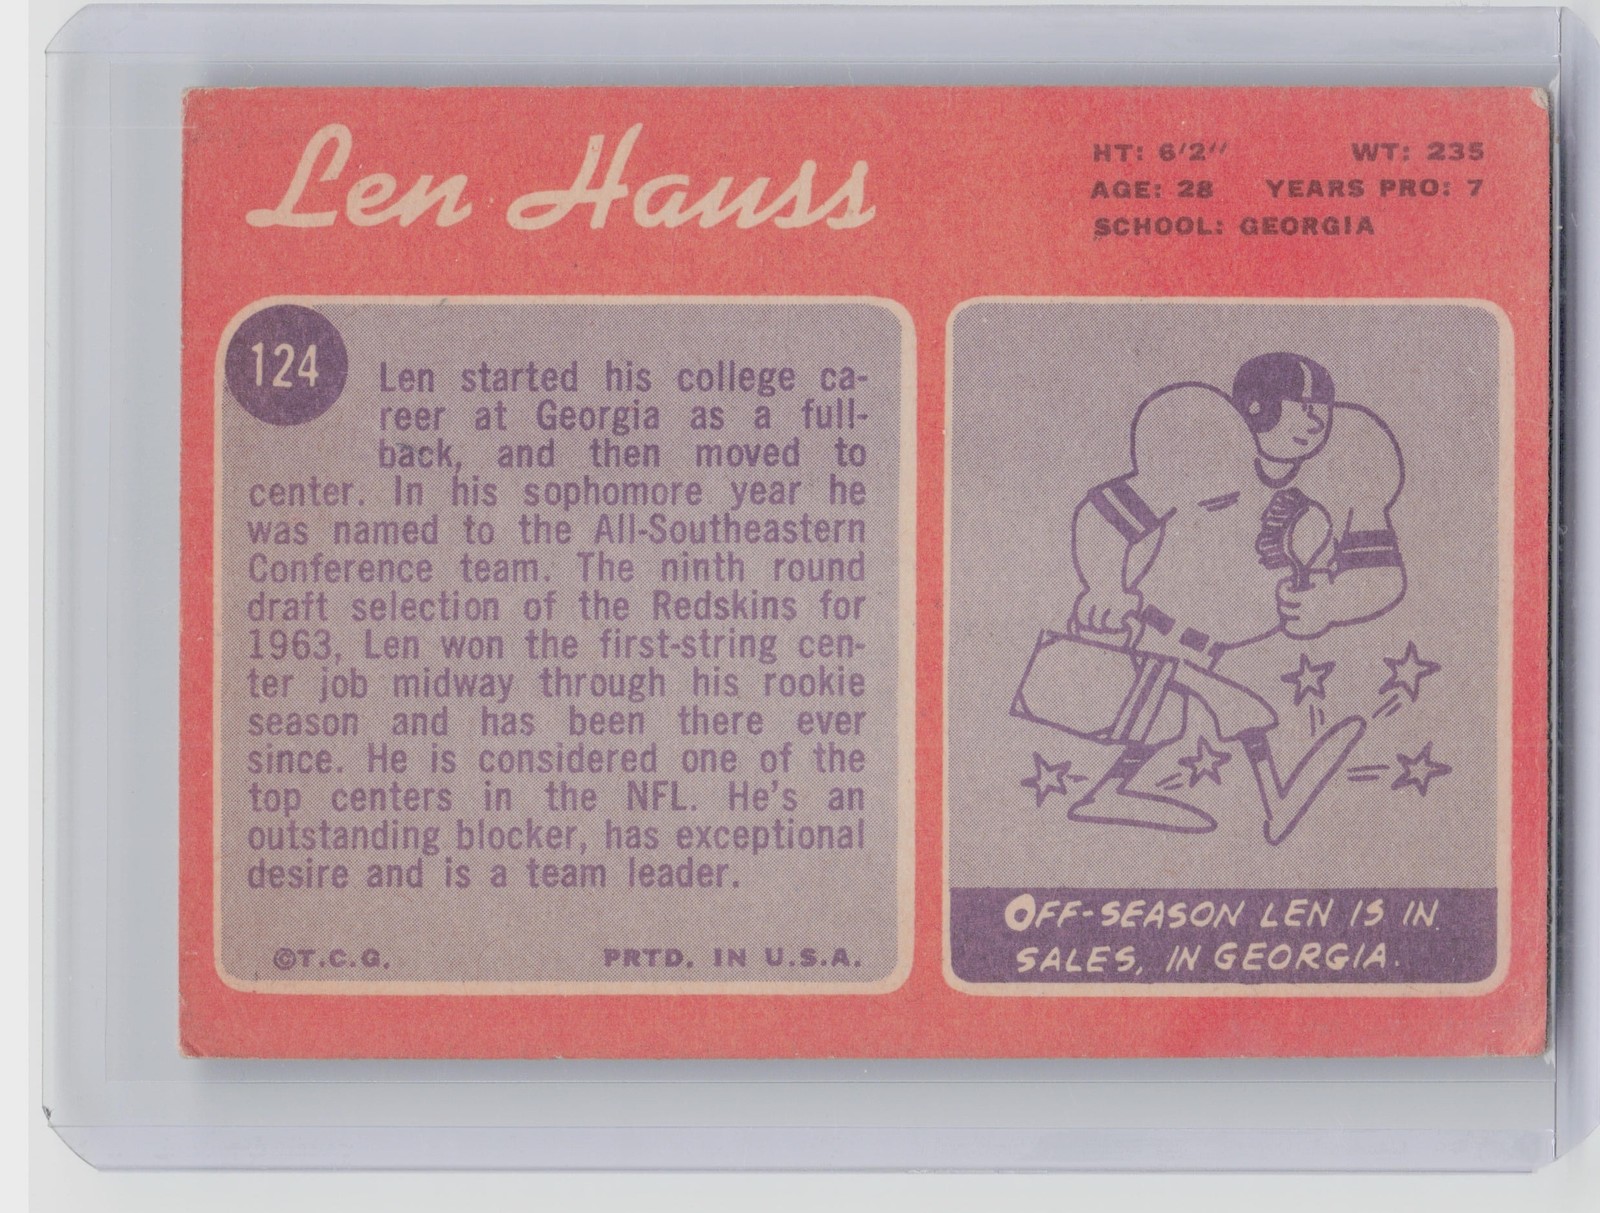 Len Hauss
HT: 6'2" WT: 235
AGE: 28 YEARS PRO: 7
SCHOOL: GEORGIA
124
Len started his college ca-
reer at Georgia as a full-
back, and then moved to
center. In his sophomore year he
was named to the All-Southeastern
Conference team. The ninth round
draft selection of the Redskins for
1963, Len won the first-string cen-
ter job midway through his rookie
season and has been there ever
since. He is considered one of the
top centers in the NFL. He's an
outstanding blocker, has exceptional
desire and is a team leader.
©T.C.G. PRTD. IN U.S.A.
OFF-SEASON LEN IS IN
SALES, IN GEORGIA.